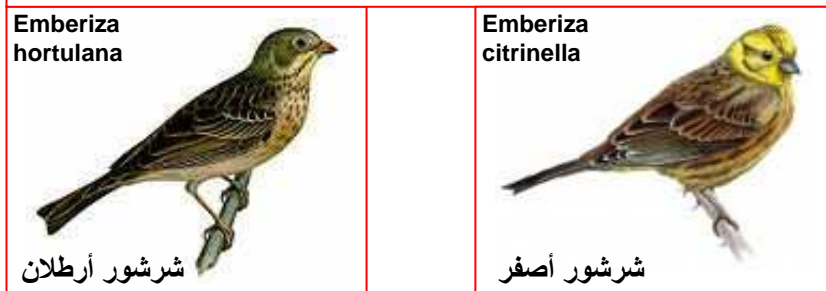 Emberiza
hortulana
شرشور أرطلان
Emberiza
citrinella
شرشور أصفر